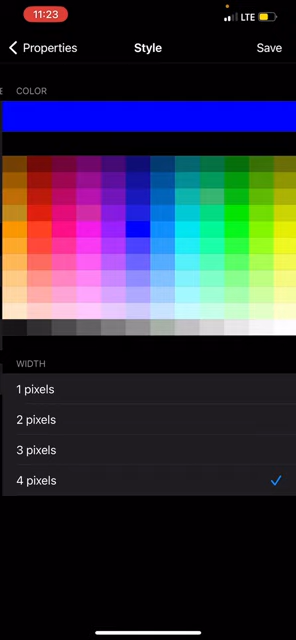 11:23
LTE
Properties
Style
Save
COLOR
WIDTH
1 pixels
2 pixels
3 pixels
4 pixels